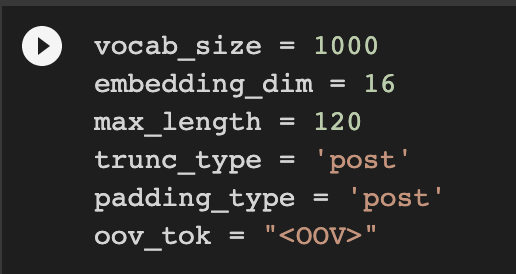 vocab_size = 1000
embedding_dim = 16
max_length = 120
trunc_type = 'post'
padding_type = 'post'
oov_tok = "<OOV>"